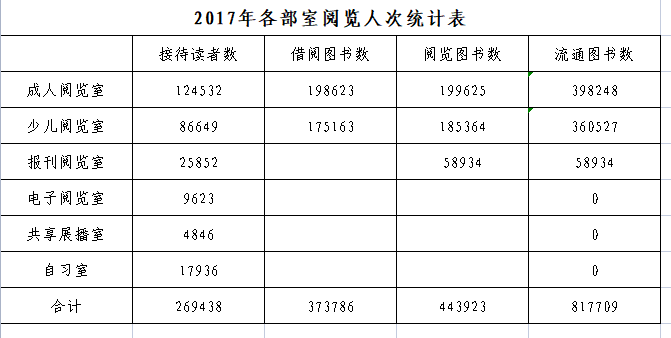 2017年各部室阅览人次统计表
接待读者数 借阅图书数 阅览图书数 流通图书数
成人阅览室 124532 198623 199625 398248
少儿阅览室 86649 175163 185364 360527
报刊阅览室 25852 58934 58934
电子阅览室 9623 0
共享展播室 4846 0
自习室 17936 0
合计 269438 373786 443923 817709